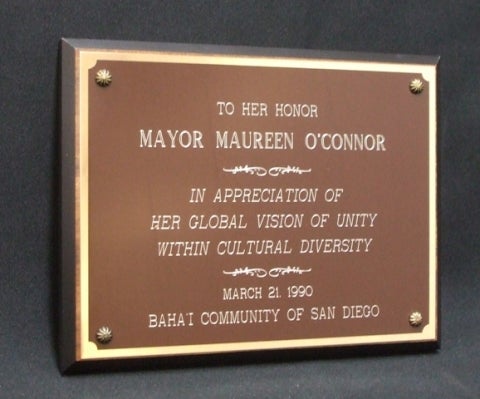 TO HER HONOR
MAYOR MAUREEN O'CONNOR
IN APPRECIATION OF
HER GLOBAL VISION OF UNITY
WITHIN CULTURAL DIVERSITY
MARCH 21. 1990
BAHA'I COMMUNITY OF SAN DIEGO